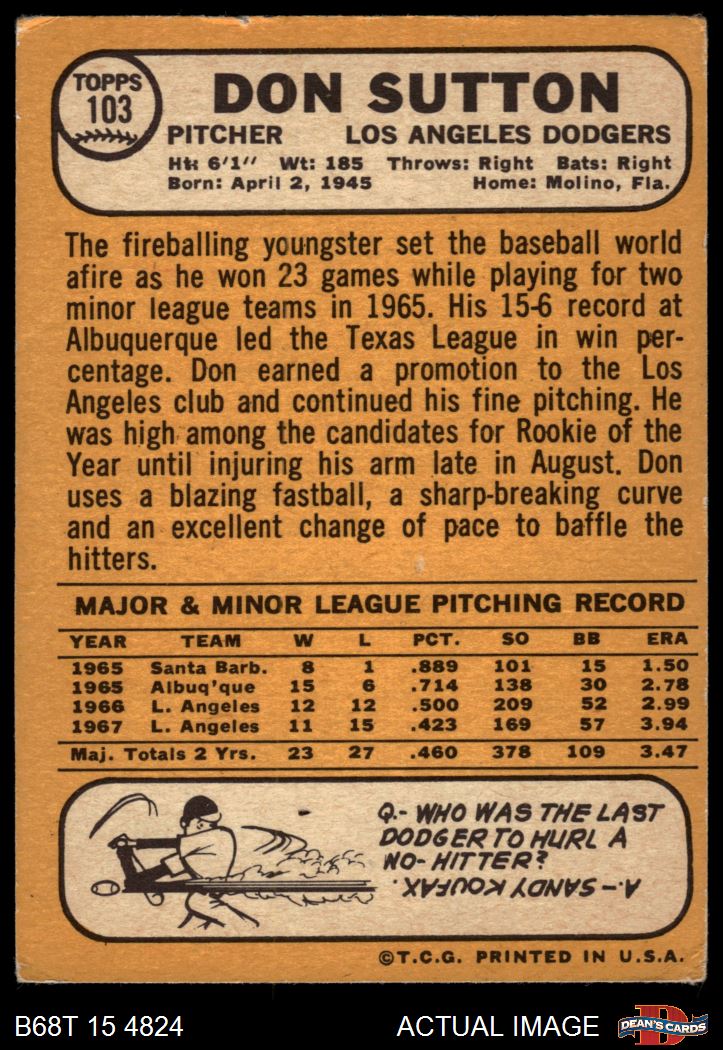 TOPPS
103
DON SUTTON
PITCHER LOS ANGELES DODGERS
Ht: 6'1" Wt: 185 Throws: Right Bats: Right
Born: April 2, 1945 Home: Molino, Fla.
The fireballing youngster set the baseball world
afire as he won 23 games while playing for two
minor league teams in 1965. His 15-6 record at
Albuquerque led the Texas League in win per-
centage. Don earned a promotion to the Los
Angeles club and continued his fine pitching. He
was high among the candidates for Rookie of the
Year until injuring his arm late in August. Don
uses a blazing fastball, a sharp-breaking curve
and an excellent change of pace to baffle the
hitters.
MAJOR & MINOR LEAGUE PITCHING RECORD
YEAR TEAM W L PCT. SO BB ERA
1965 Santa Barb. 8 1 .889 101 15 1.50
1965 Albuq'que 15 6 .714 138 30 2.78
1966 L. Angeles 12 12 .500 209 52 2.99
1967 L. Angeles 11 15 .423 169 57 3.94
Maj. Totals 2 Yrs. 23 27 .460 378 109 3.47
Q.- WHO WAS THE LAST
DODGER TO HURL A
NO-HITTER?
A.- SANDY KOUFAX.
©T.C.G. PRINTED IN U.S.A.
B68T 15 4824 ACTUAL IMAGE
D
DEAN'S CARDS